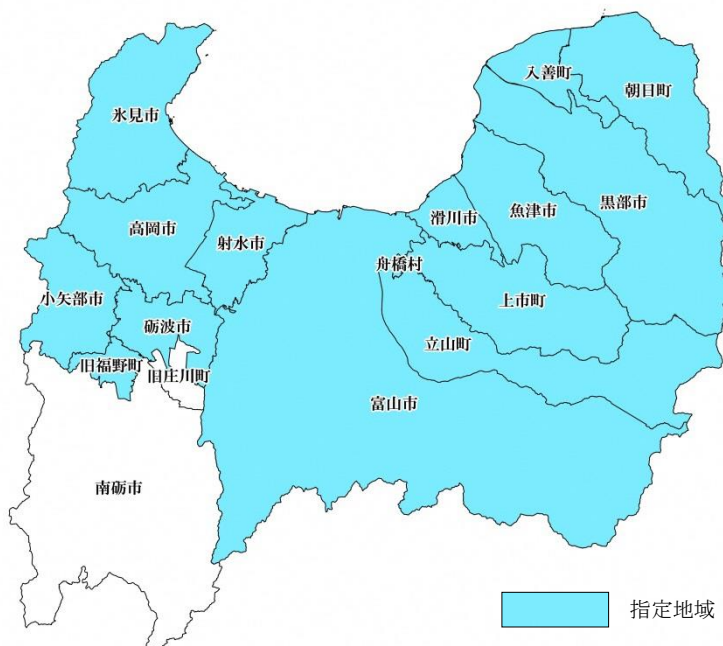 入善町
朝日町
氷見市
黒部市
滑川市
魚津市
高岡市
射水市
舟橋村
小矢部市
上市町
砺波市
立山町
旧福野町
旧庄川町
富山市
南砺市
指定地域